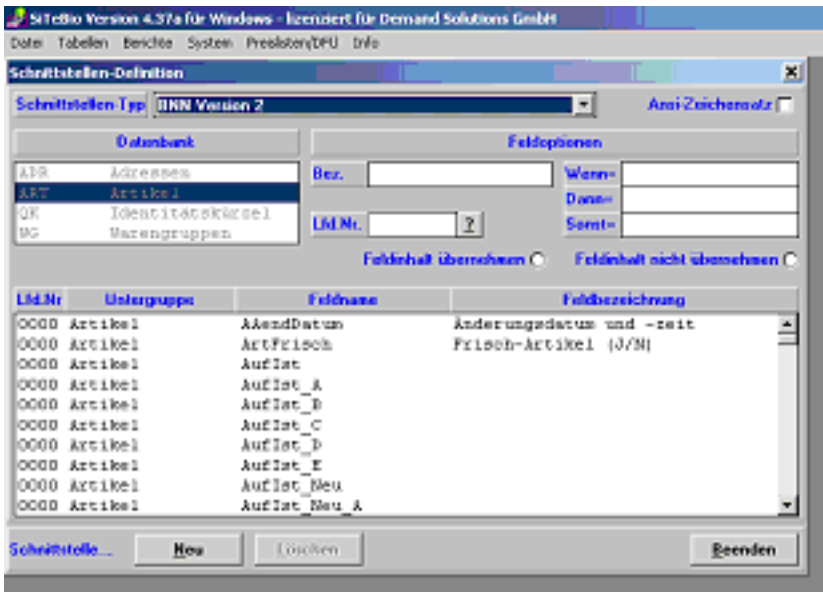 SiTeBio Version 4.37a für Windows - lizenziert für Demand Solutions GmbH
Datei Tabellen Berichte System Preislisten/DFU Info
Schnittstellen-Definition
Schnittstellen-Typ BNN Version 2 Ansi-Zeichensatz
Datenbank Feldoptionen
ADR Adressen
ART Artikel
QK Identitätskürzel
WG Warengruppen
Bez. Wenn=
Dann=
Lfd.Nr. ? Sonst=
Feldinhalt übernehmen Feldinhalt nicht übernehmen
Lfd.Nr Untergruppe Feldname Feldbezeichnung
0000 Artikel AAendDatum Änderungsdatum und -zeit
0000 Artikel ArtFrisch Frisch-Artikel (J/N)
0000 Artikel AufIst
0000 Artikel AufIst_A
0000 Artikel AufIst_B
0000 Artikel AufIst_C
0000 Artikel AufIst_D
0000 Artikel AufIst_E
0000 Artikel AufIst_Neu
0000 Artikel AufIst_Neu_A
Schnittstelle... Neu Löschen Beenden